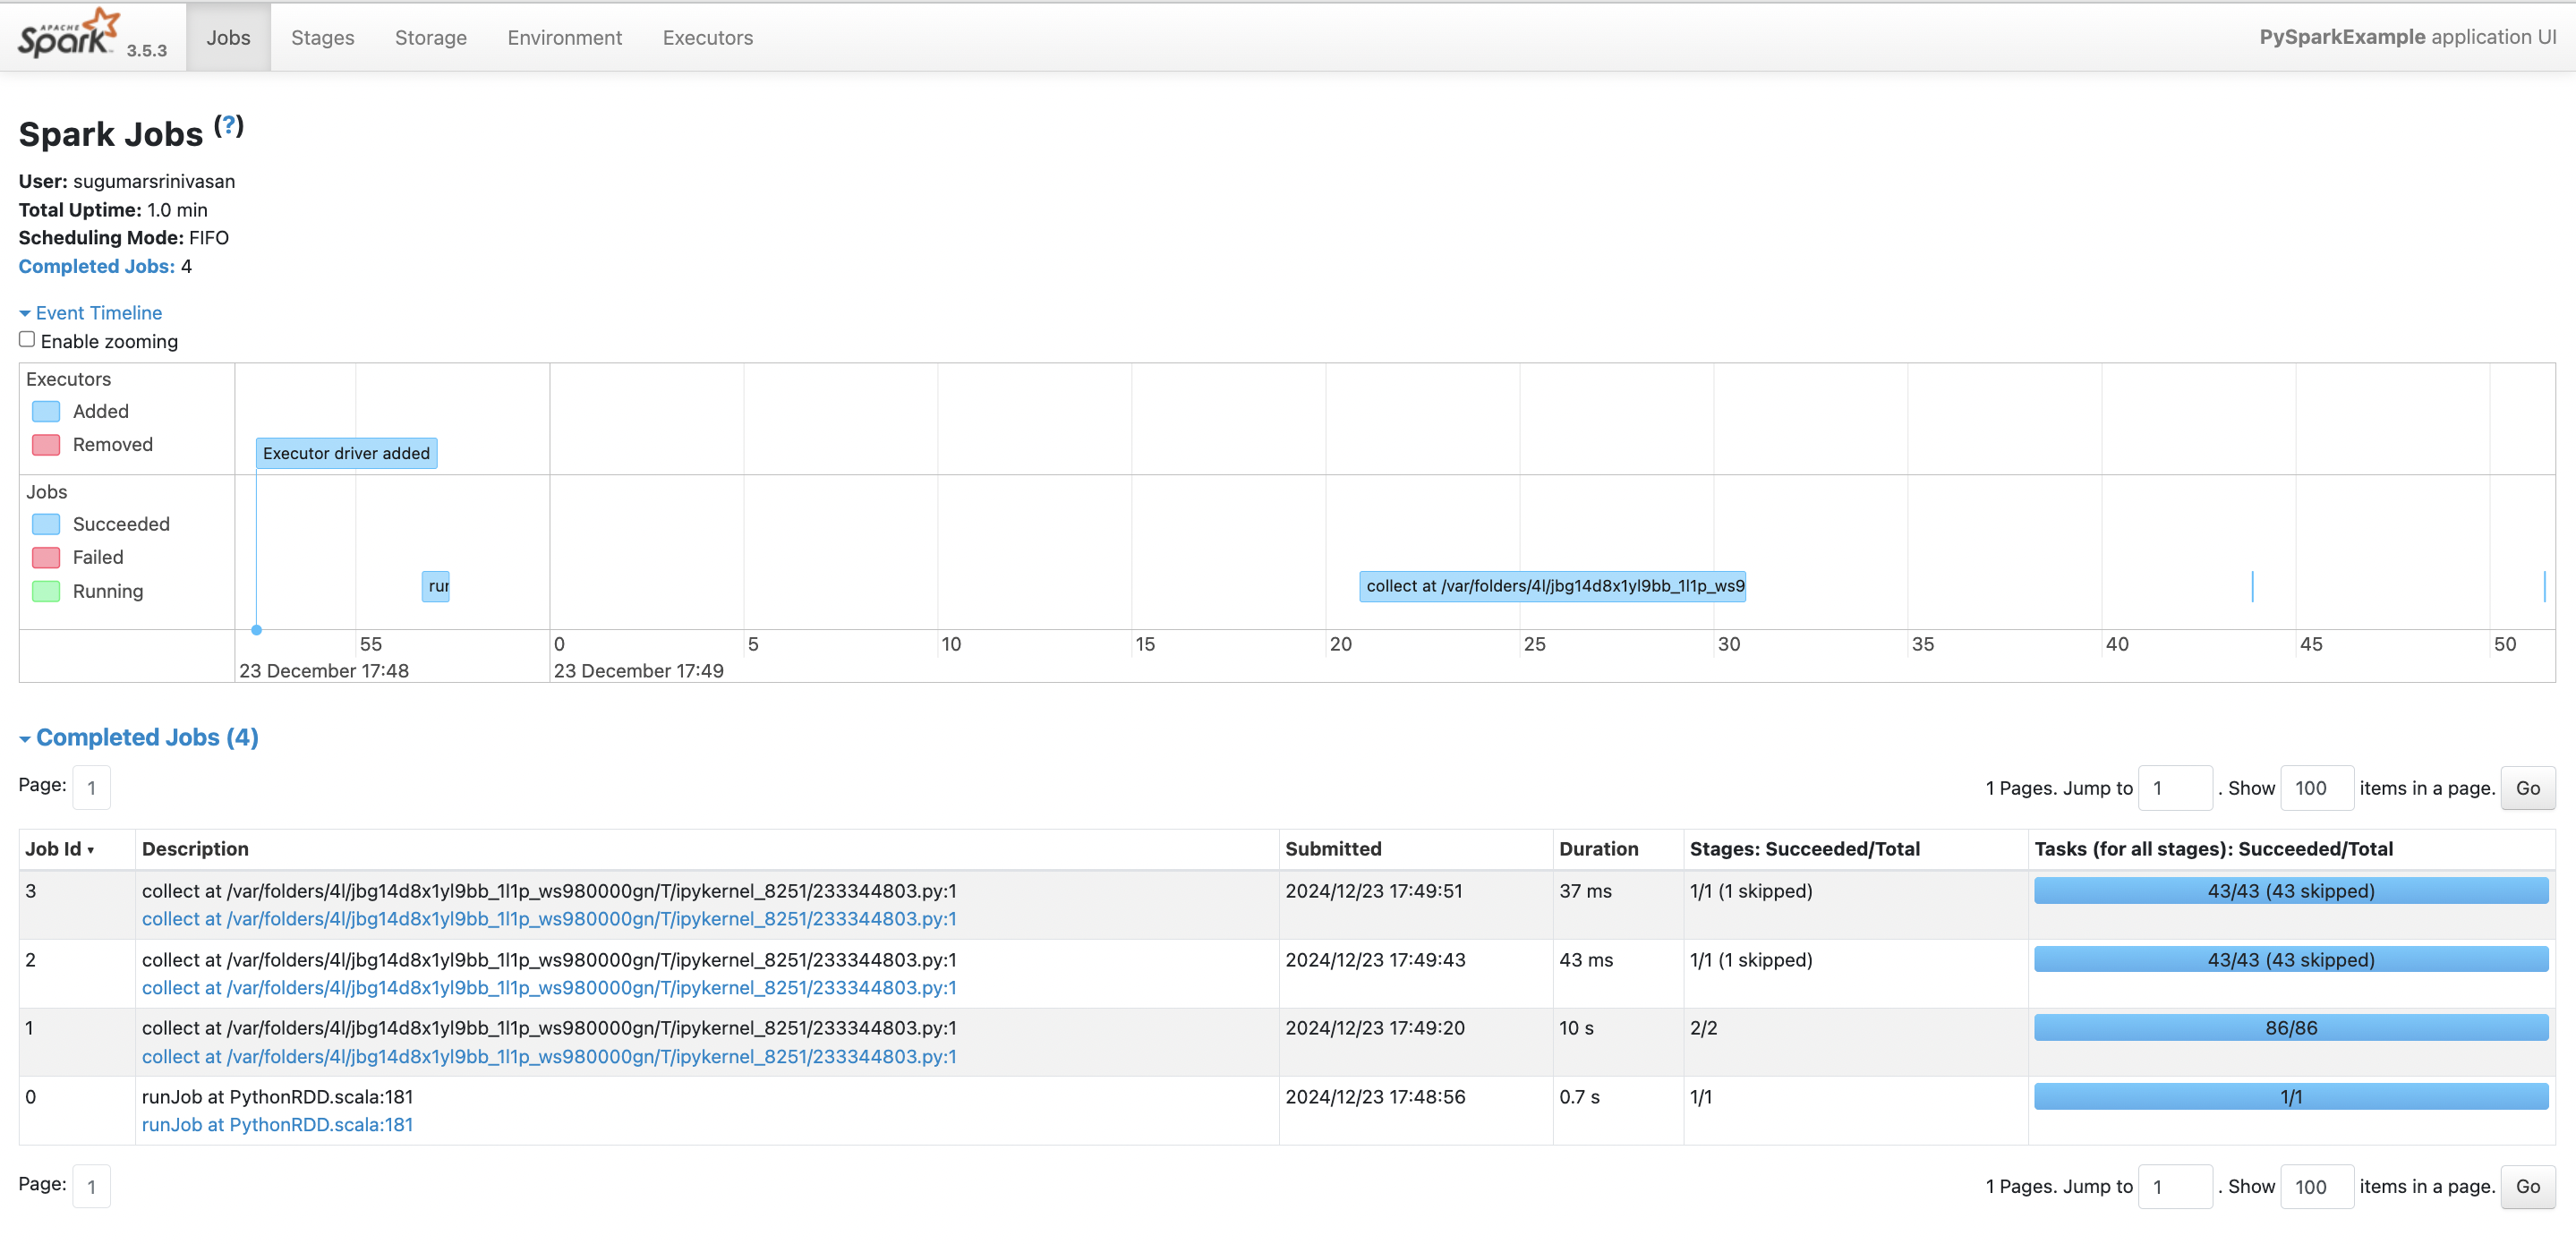 APACHE
Spark 3.5.3 Jobs Stages Storage Environment Executors PySparkExample application UI
Spark Jobs (?)
User: sugumarsrinivasan
Total Uptime: 1.0 min
Scheduling Mode: FIFO
Completed Jobs: 4
Event Timeline
Enable zooming
Executors
Added
Removed
Executor driver added
Jobs
Succeeded
Failed
Running
run collect at /var/folders/4l/jbg14d8x1yl9bb_1l1p_ws9
55 0 5 10 15 20 25 30 35 40 45 50
23 December 17:48 23 December 17:49
Completed Jobs (4)
Page: 1 1 Pages. Jump to 1 . Show 100 items in a page. Go
Job Id ▾ Description Submitted Duration Stages: Succeeded/Total Tasks (for all stages): Succeeded/Total
3 collect at /var/folders/4l/jbg14d8x1yl9bb_1l1p_ws980000gn/T/ipykernel_8251/233344803.py:1 2024/12/23 17:49:51 37 ms 1/1 (1 skipped) 43/43 (43 skipped)
collect at /var/folders/4l/jbg14d8x1yl9bb_1l1p_ws980000gn/T/ipykernel_8251/233344803.py:1
2 collect at /var/folders/4l/jbg14d8x1yl9bb_1l1p_ws980000gn/T/ipykernel_8251/233344803.py:1 2024/12/23 17:49:43 43 ms 1/1 (1 skipped) 43/43 (43 skipped)
collect at /var/folders/4l/jbg14d8x1yl9bb_1l1p_ws980000gn/T/ipykernel_8251/233344803.py:1
1 collect at /var/folders/4l/jbg14d8x1yl9bb_1l1p_ws980000gn/T/ipykernel_8251/233344803.py:1 2024/12/23 17:49:20 10 s 2/2 86/86
collect at /var/folders/4l/jbg14d8x1yl9bb_1l1p_ws980000gn/T/ipykernel_8251/233344803.py:1
0 runJob at PythonRDD.scala:181 2024/12/23 17:48:56 0.7 s 1/1 1/1
runJob at PythonRDD.scala:181
Page: 1 1 Pages. Jump to 1 . Show 100 items in a page. Go